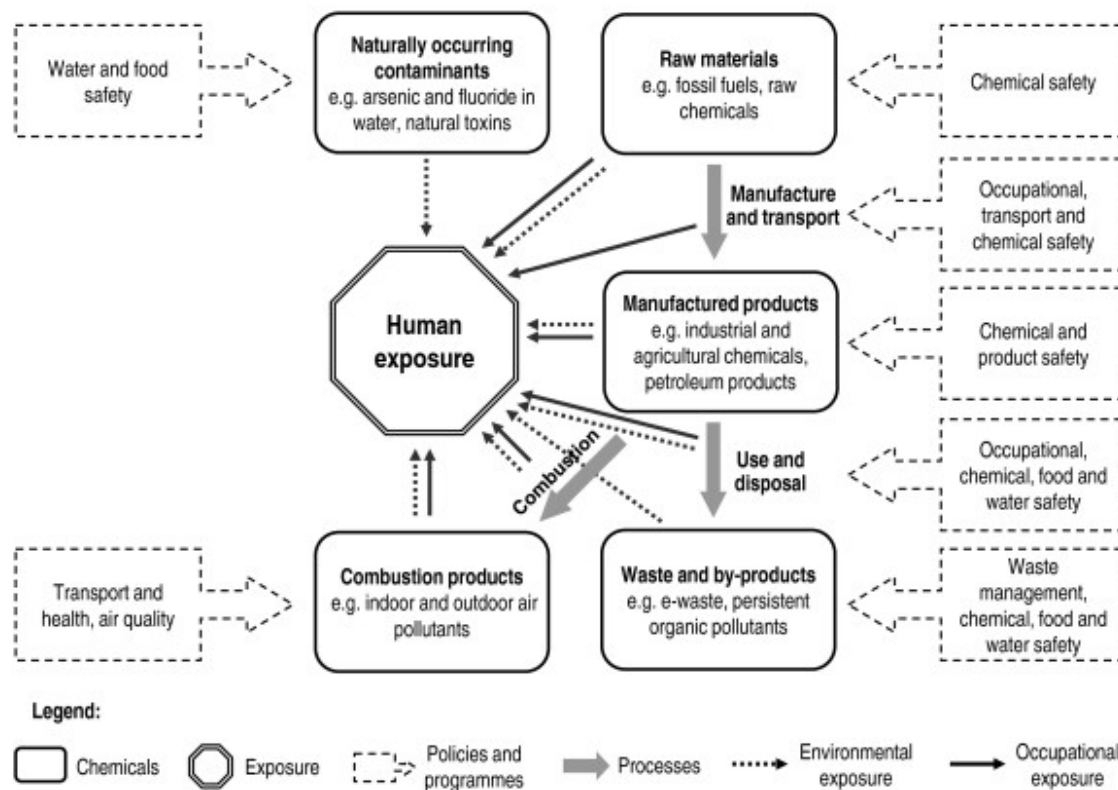 Water and food
safety
Naturally occurring
contaminants
e.g. arsenic and fluoride in
water, natural toxins
Raw materials
e.g. fossil fuels, raw
chemicals
Chemical safety
Manufacture
and transport
Occupational,
transport and
chemical safety
Human
exposure
Manufactured products
e.g. industrial and
agricultural chemicals,
petroleum products
Chemical and
product safety
Combustion
Use and
disposal
Occupational,
chemical, food and
water safety
Transport and
health, air quality
Combustion products
e.g. indoor and outdoor air
pollutants
Waste and by-products
e.g. e-waste, persistent
organic pollutants
Waste
management,
chemical, food and
water safety
Legend:
Chemicals
Exposure
Policies and
programmes
Processes
Environmental
exposure
Occupational
exposure